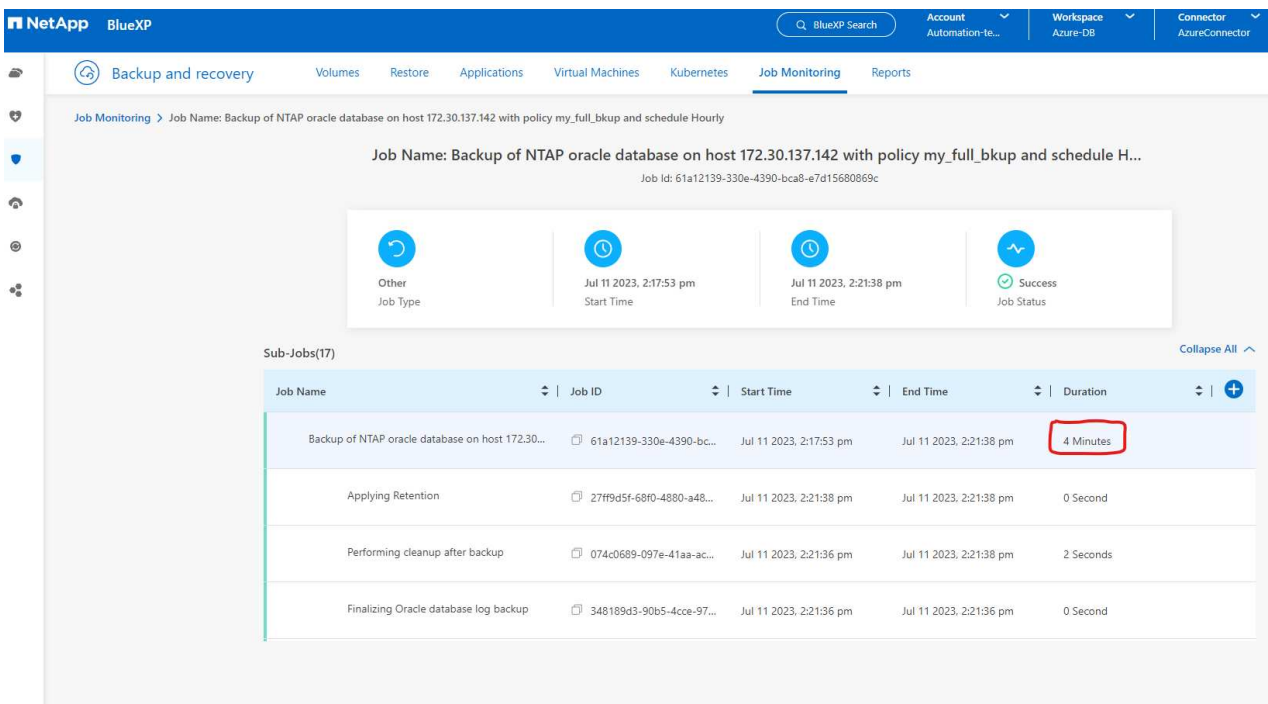 NetApp BlueXP BlueXP Search Account Workspace Connector
Automation-te... Azure-DB AzureConnector
Backup and recovery Volumes Restore Applications Virtual Machines Kubernetes Job Monitoring Reports
Job Monitoring > Job Name: Backup of NTAP oracle database on host 172.30.137.142 with policy my_full_bkup and schedule Hourly
Job Name: Backup of NTAP oracle database on host 172.30.137.142 with policy my_full_bkup and schedule H...
Job Id: 61a12139-330e-4390-bca8-e7d15680869c
Other Jul 11 2023, 2:17:53 pm Jul 11 2023, 2:21:38 pm Success
Job Type Start Time End Time Job Status
Sub-Jobs(17) Collapse All
Job Name Job ID Start Time End Time Duration
Backup of NTAP oracle database on host 172.30... 61a12139-330e-4390-bc... Jul 11 2023, 2:17:53 pm Jul 11 2023, 2:21:38 pm 4 Minutes
Applying Retention 27ff9d5f-68f0-4880-a48... Jul 11 2023, 2:21:38 pm Jul 11 2023, 2:21:38 pm 0 Second
Performing cleanup after backup 074c0689-097e-41aa-ac... Jul 11 2023, 2:21:36 pm Jul 11 2023, 2:21:38 pm 2 Seconds
Finalizing Oracle database log backup 348189d3-90b5-4cce-97... Jul 11 2023, 2:21:36 pm Jul 11 2023, 2:21:36 pm 0 Second